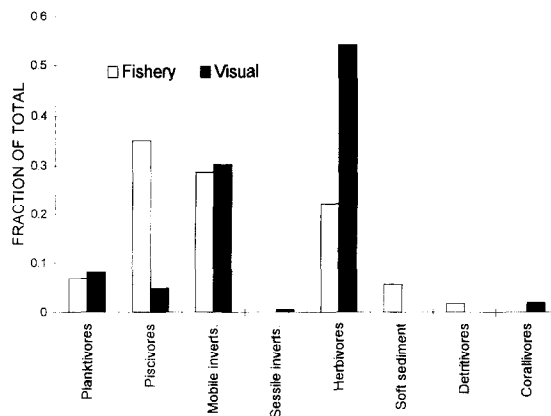 0.6
0.5
0.4
0.3
0.2
0.1
0
FRACTION OF TOTAL
Fishery Visual
Planktivores
Piscivores
Mobile inverts.
Sessile inverts.
Herbivores
Soft sediment
Detritivores
Corallivores